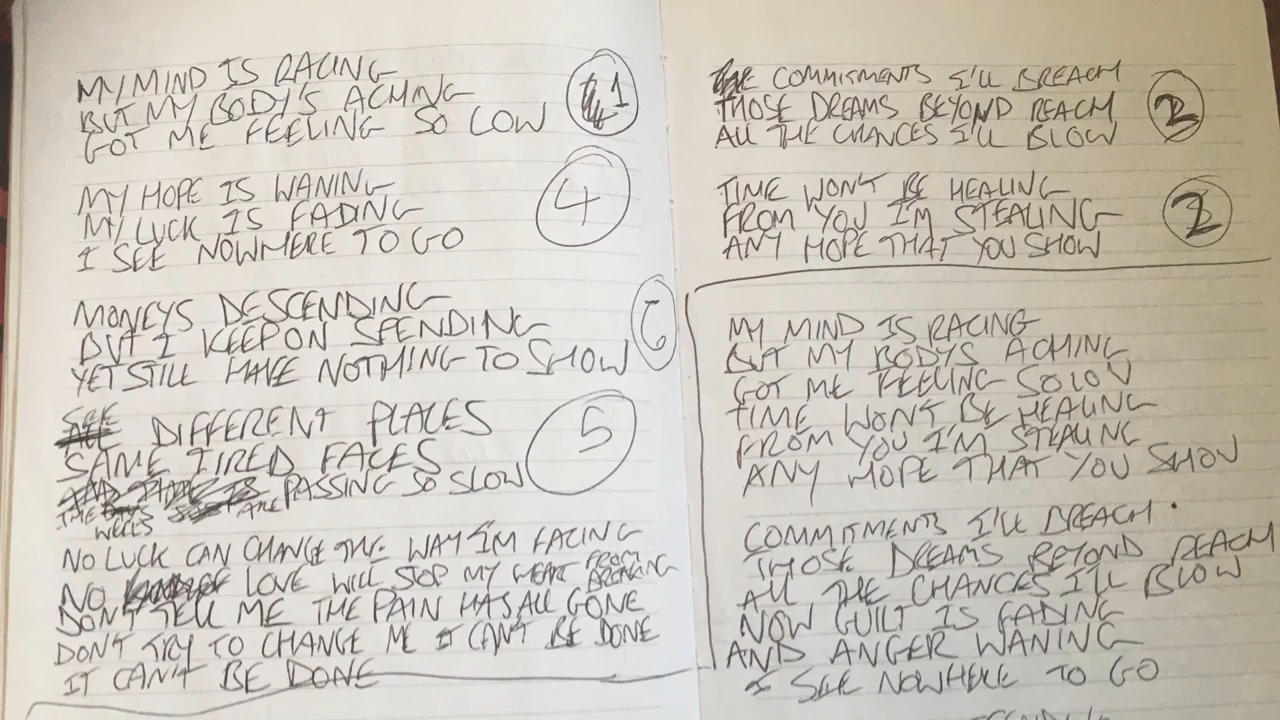 MY MIND IS RACING
BUT MY BODY'S ACHING
GOT ME FEELING SO LOW
1
MY HOPE IS WANING
MY LUCK IS FADING
I SEE NOWHERE TO GO
4
MONEYS DESCENDING
BUT I KEEP ON SPENDING
YET STILL HAVE NOTHING TO SHOW
6
SEE
ALL DIFFERENT PLACES
SAME TIRED FACES
PASSING SO SLOW
THE DAYS ARE
WEEKS
5
NO LUCK CAN CHANGE THE WAY I'M FACING
NO LOVE WILL STOP MY HEART FROM BREAKING
DON'T TELL ME THE PAIN HAS ALL GONE
DON'T TRY TO CHANGE ME IT CAN'T BE DONE
IT CAN'T BE DONE
COMMITMENTS I'LL BREACH
THOSE DREAMS BEYOND REACH
ALL THE CHANCES I'LL BLOW
TIME WON'T BE HEALING
FROM YOU I'M STEALING
ANY HOPE THAT YOU SHOW
2
MY MIND IS RACING
BUT MY BODYS ACHING
GOT ME FEELING SO LOW
TIME WON'T BE HEALING
FROM YOU I'M STEALING
ANY HOPE THAT YOU SHOW
COMMITMENTS I'LL BREACH
THOSE DREAMS BEYOND REACH
ALL THE CHANCES I'LL BLOW
NOW GUILT IS FADING
AND ANGER WANING
I SEE NOWHERE TO GO